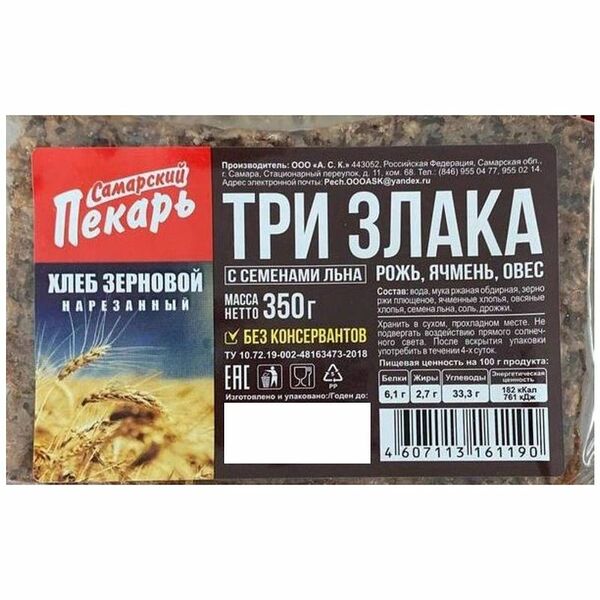 Самарский
Пекарь
ХЛЕБ ЗЕРНОВОЙ
НАРЕЗАННЫЙ
Производитель: ООО «А. С. К.» 443052, Российская Федерация, Самарская обл.,
г. Самара, Стационарный переулок, д. 11, ком. 68. Тел.: (846) 955 04 77, 955 02 14.
Адрес электронной почты: Pech.OOOASK@yandex.ru
ТРИ ЗЛАКА
С СЕМЕНАМИ ЛЬНА
РОЖЬ, ЯЧМЕНЬ, ОВЕС
МАССА
НЕТТО 350 г
БЕЗ КОНСЕРВАНТОВ
ТУ 10.72.19-002-48163473-2018
EAC
PP
Изготовлено и упаковано:/Годен до:
Состав: вода, мука ржаная обдирная, зерно
ржи плющеное, ячменные хлопья, овсяные
хлопья, семена льна, соль, дрожжи.
Хранить в сухом, прохладном месте. Не
подвергать воздействию прямого солнеч-
ного света. После вскрытия упаковки
употребить в течении 4-х суток.
Пищевая ценность на 100 г продукта:
Белки Жиры Углеводы Энергетическая ценность
6,1 г 2,7 г 33,3 г 182 кКал 761 кДж
4 607113 161190